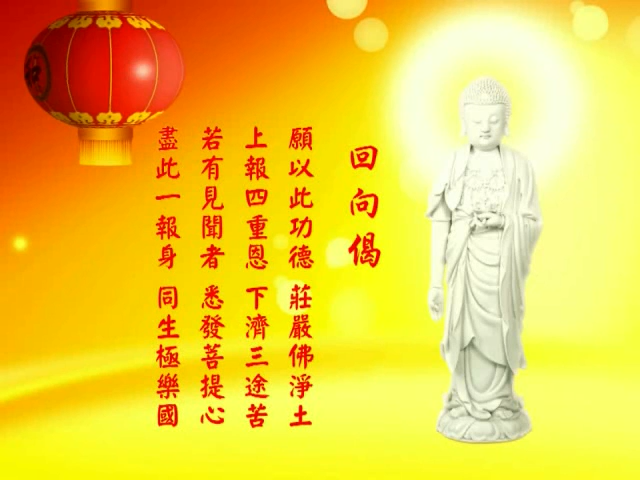 回向偈
願以此功德 莊嚴佛淨土
上報四重恩 下濟三途苦
若有見聞者 悉發菩提心
盡此一報身 同生極樂國